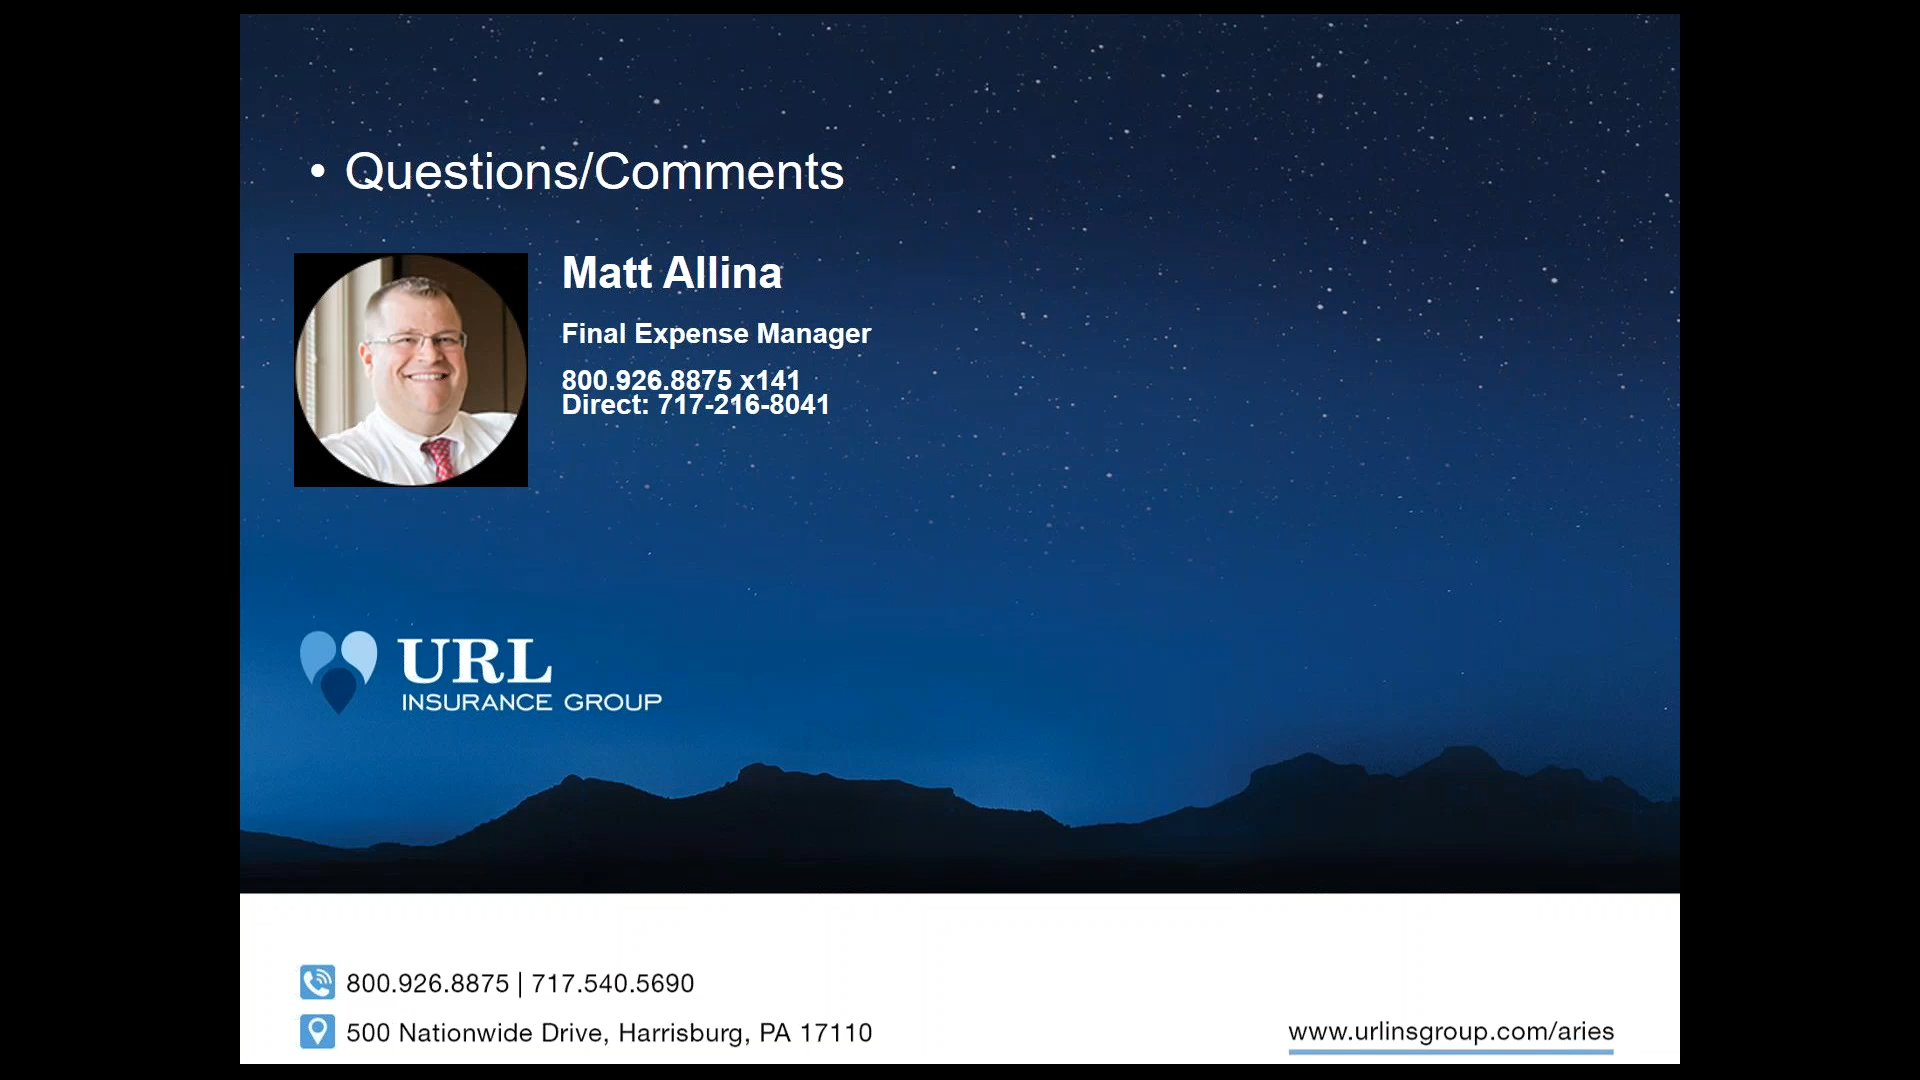 • Questions/Comments
Matt Allina
Final Expense Manager
800.926.8875 x141
Direct: 717-216-8041
URL
INSURANCE GROUP
800.926.8875 | 717.540.5690
500 Nationwide Drive, Harrisburg, PA 17110
www.urlinsgroup.com/aries